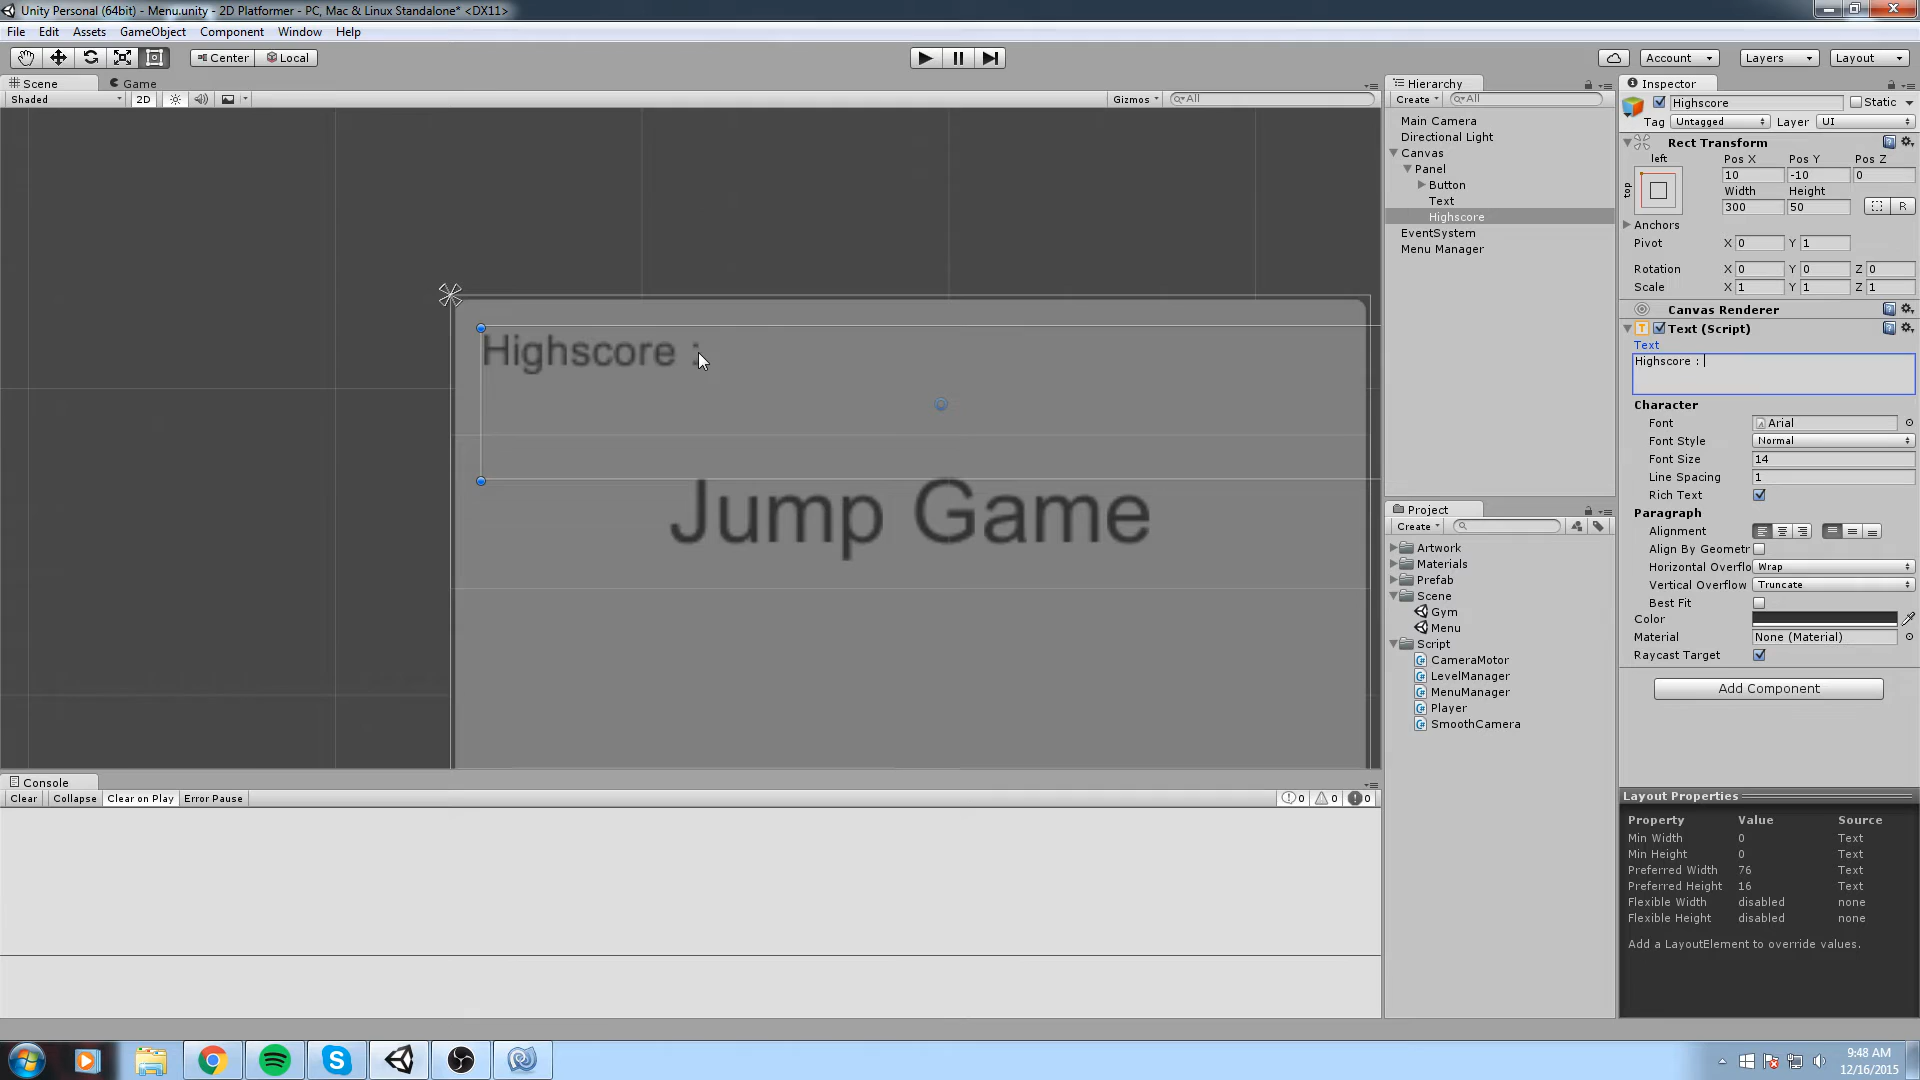 Unity Personal (64bit) - Menu.unity - 2D Platformer - PC, Mac & Linux Standalone* <DX11>
File Edit Assets GameObject Component Window Help
Center Local Account Layers Layout
Scene Game
Shaded 2D Gizmos All
Highscore :
Jump Game
Console
Clear Collapse Clear on Play Error Pause 0 0 0
Hierarchy
Create All
Main Camera
Directional Light
Canvas
Panel
Button
Text
Highscore
EventSystem
Menu Manager
Project
Create
Artwork
Materials
Prefab
Scene
Gym
Menu
Script
CameraMotor
LevelManager
MenuManager
Player
SmoothCamera
Inspector
Highscore Static
Tag Untagged Layer UI
Rect Transform
left Pos X Pos Y Pos Z
top 10 -10 0
Width Height
300 50 R
Anchors
Pivot X 0 Y 1
Rotation X 0 Y 0 Z 0
Scale X 1 Y 1 Z 1
Canvas Renderer
Text (Script)
Text
Highscore :
Character
Font Arial
Font Style Normal
Font Size 14
Line Spacing 1
Rich Text
Paragraph
Alignment
Align By Geometr
Horizontal Overflo Wrap
Vertical Overflow Truncate
Best Fit
Color
Material None (Material)
Raycast Target
Add Component
Layout Properties
Property Value Source
Min Width 0 Text
Min Height 0 Text
Preferred Width 76 Text
Preferred Height 16 Text
Flexible Width disabled none
Flexible Height disabled none
Add a LayoutElement to override values.
9:48 AM
12/16/2015